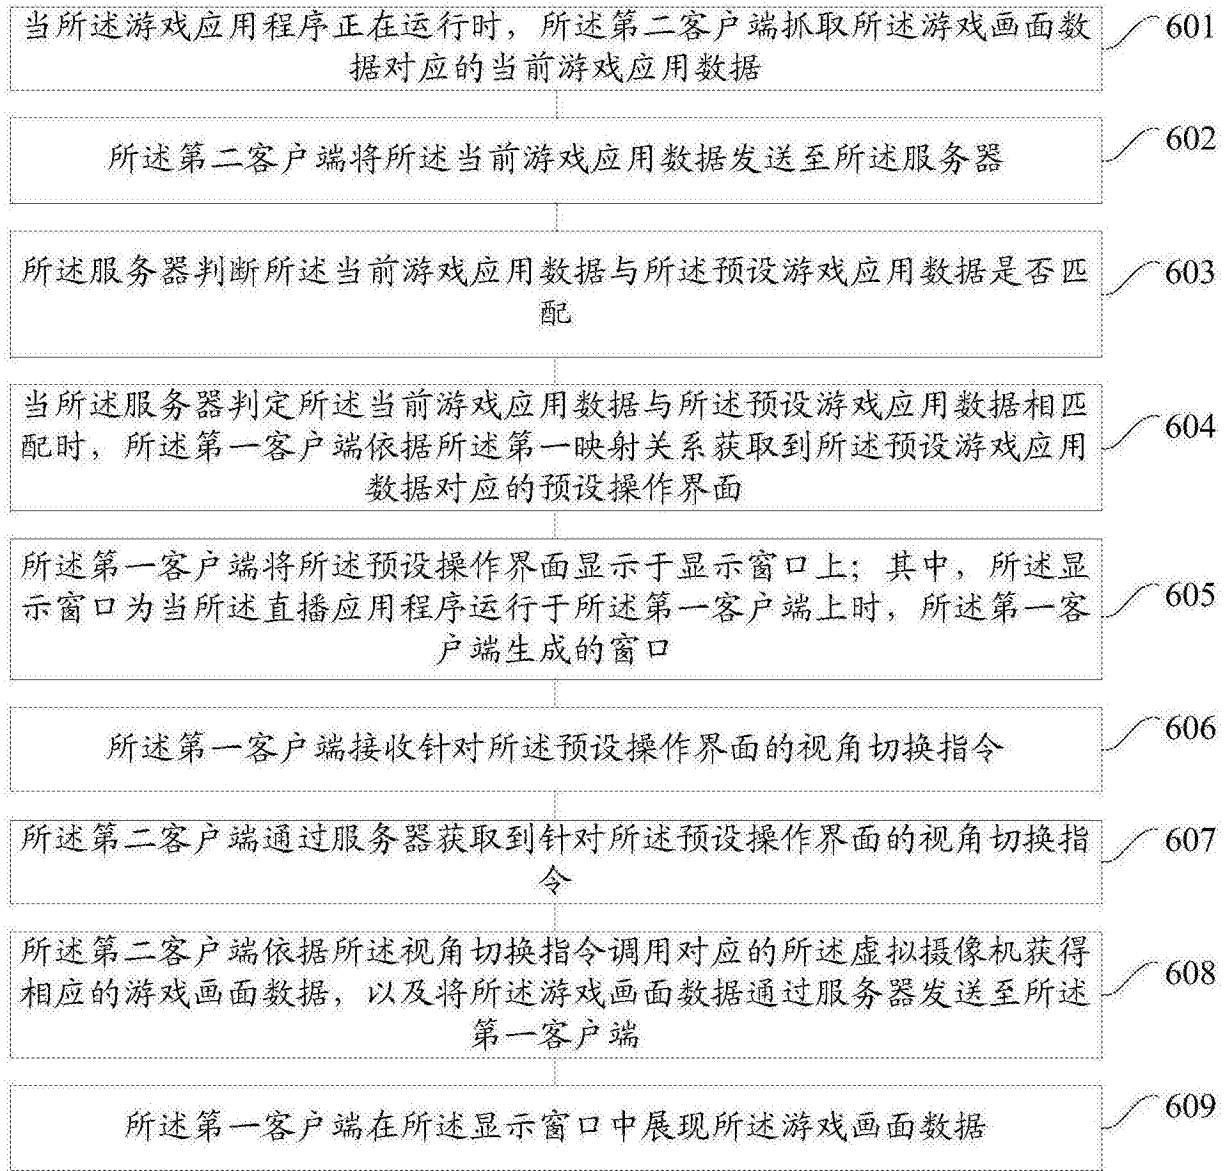 当所述游戏应用程序正在运行时，所述第二客户端抓取所述游戏画面数
据对应的当前游戏应用数据
601
所述第二客户端将所述当前游戏应用数据发送至所述服务器
602
所述服务器判断所述当前游戏应用数据与所述预设游戏应用数据是否匹
配
603
当所述服务器判定所述当前游戏应用数据与所述预设游戏应用数据相匹
配时，所述第一客户端依据所述第一映射关系获取到所述预设游戏应用
数据对应的预设操作界面
604
所述第一客户端将所述预设操作界面显示于显示窗口上；其中，所述显
示窗口为当所述直播应用程序运行于所述第一客户端上时，所述第一客
户端生成的窗口
605
所述第一客户端接收针对所述预设操作界面的视角切换指令
606
所述第二客户端通过服务器获取到针对所述预设操作界面的视角切换指
令
607
所述第二客户端依据所述视角切换指令调用对应的所述虚拟摄像机获得
相应的游戏画面数据，以及将所述游戏画面数据通过服务器发送至所述
第一客户端
608
所述第一客户端在所述显示窗口中展现所述游戏画面数据
609